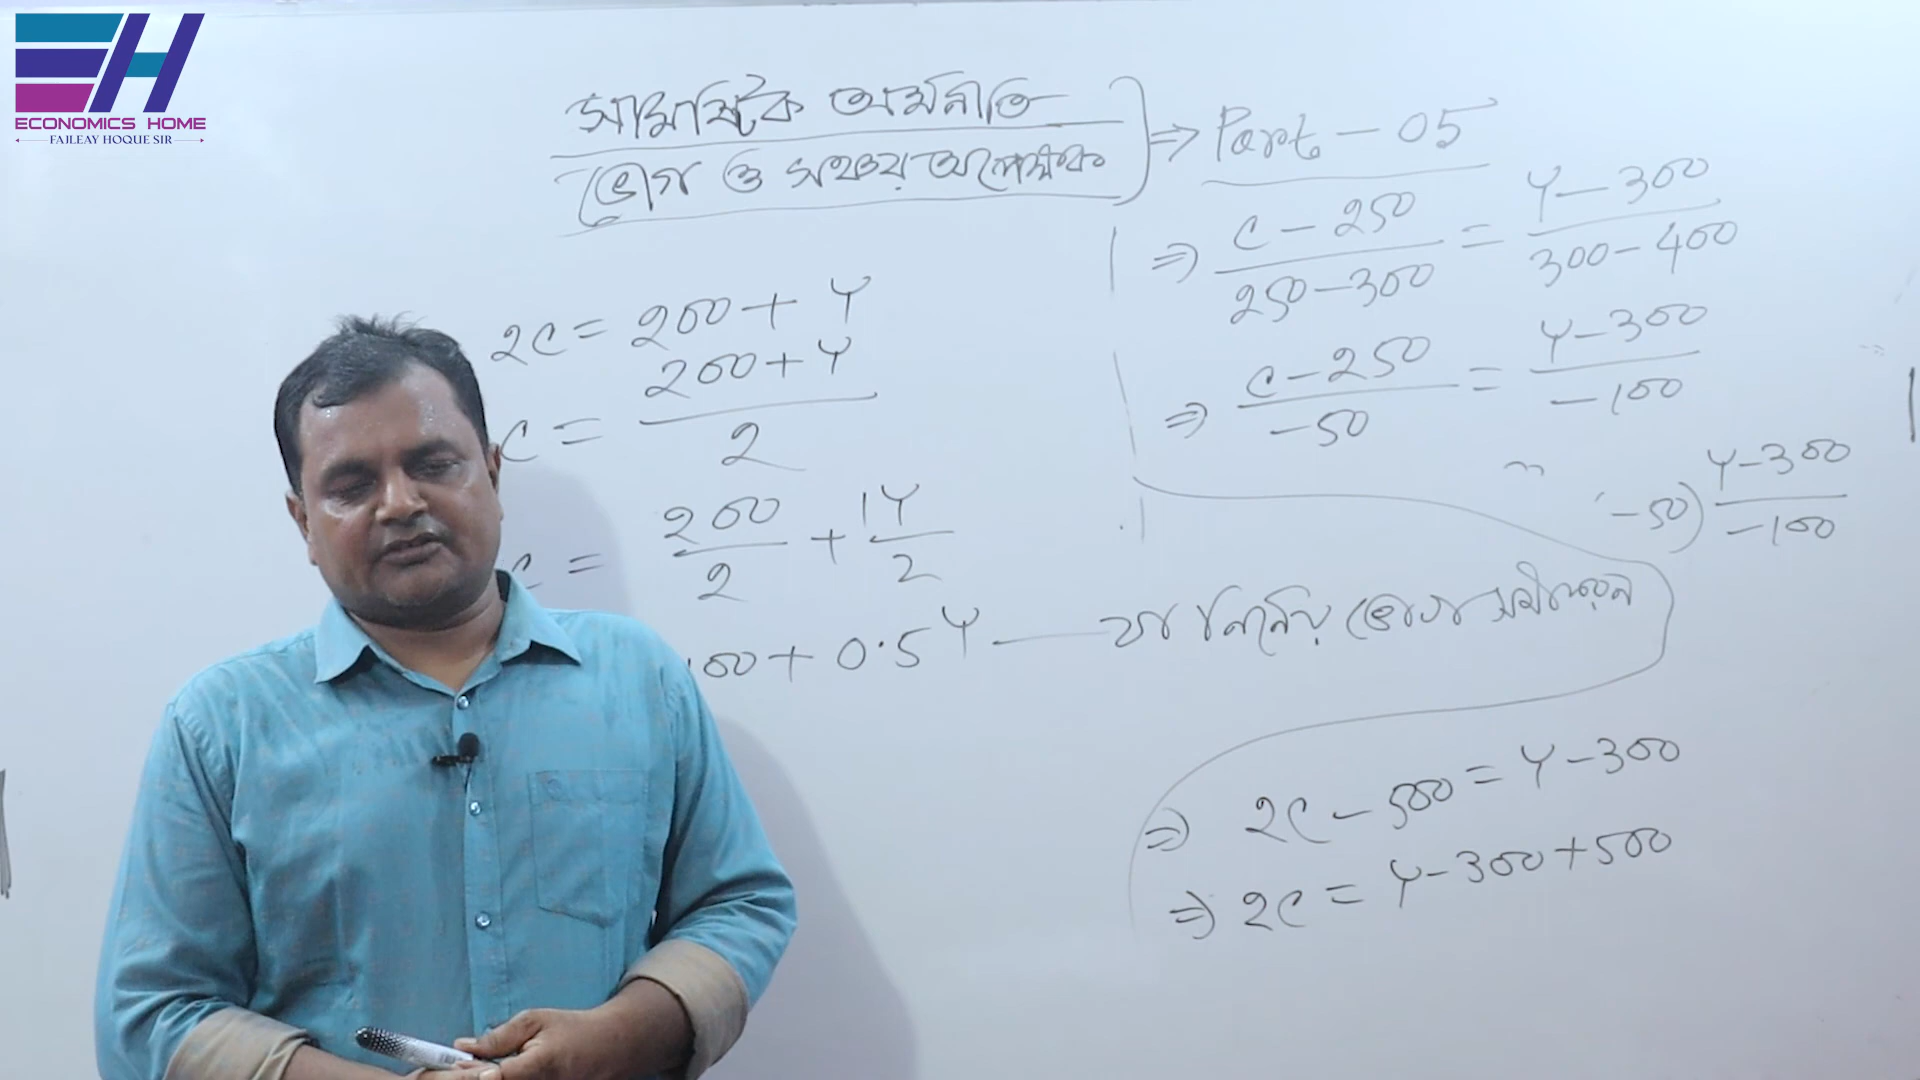 ECONOMICS HOME
FAJLEAY HOQUE SIR
সামষ্টিক অর্থনীতি
ভোগ ও সঞ্চয় অপেক্ষক
⇒ Part - 05
2C = 200 + Y
C = (200 + Y)/2
C = 200/2 + 1Y/2
100 + 0.5Y — যা নির্নেয় ভোগ সমীকরন
⇒ (C - 250)/(250 - 300) = (Y - 300)/(300 - 400)
⇒ (C - 250)/-50 = (Y - 300)/-100
-50) (Y - 300)/-100
⇒ 2C - 500 = Y - 300
⇒ 2C = Y - 300 + 500